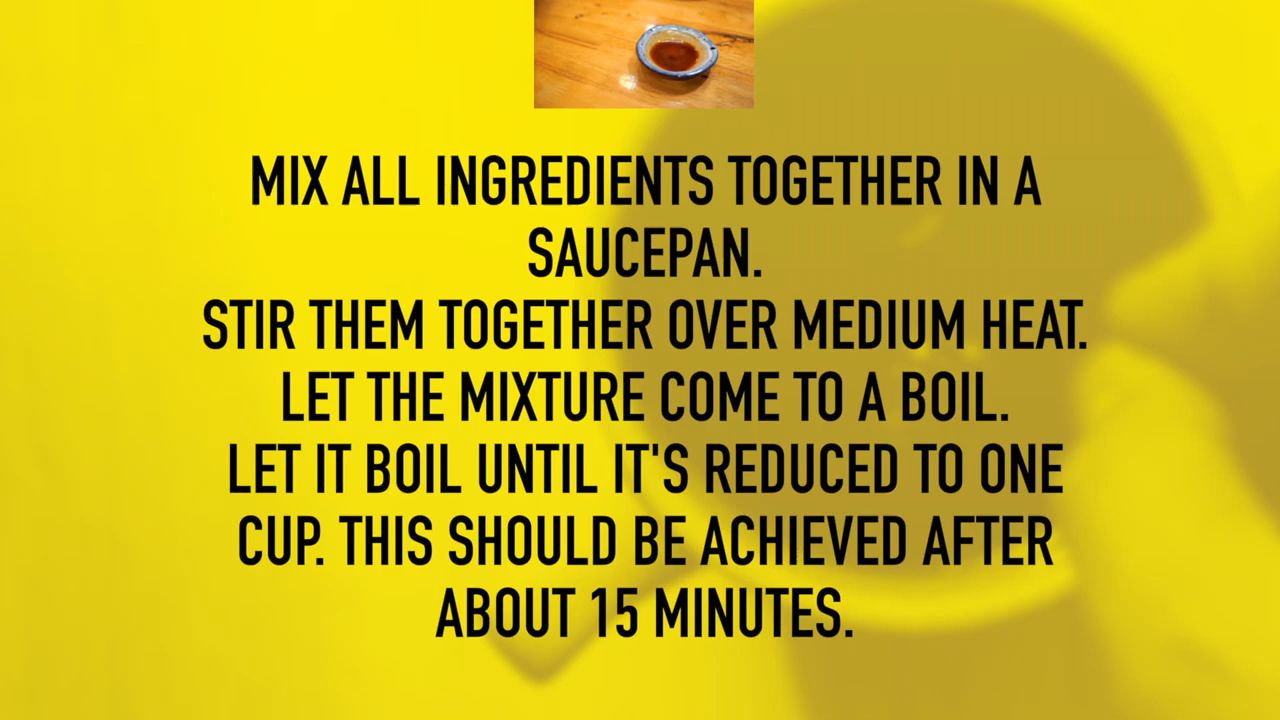 MIX ALL INGREDIENTS TOGETHER IN A
SAUCEPAN.
STIR THEM TOGETHER OVER MEDIUM HEAT.
LET THE MIXTURE COME TO A BOIL.
LET IT BOIL UNTIL IT'S REDUCED TO ONE
CUP. THIS SHOULD BE ACHIEVED AFTER
ABOUT 15 MINUTES.